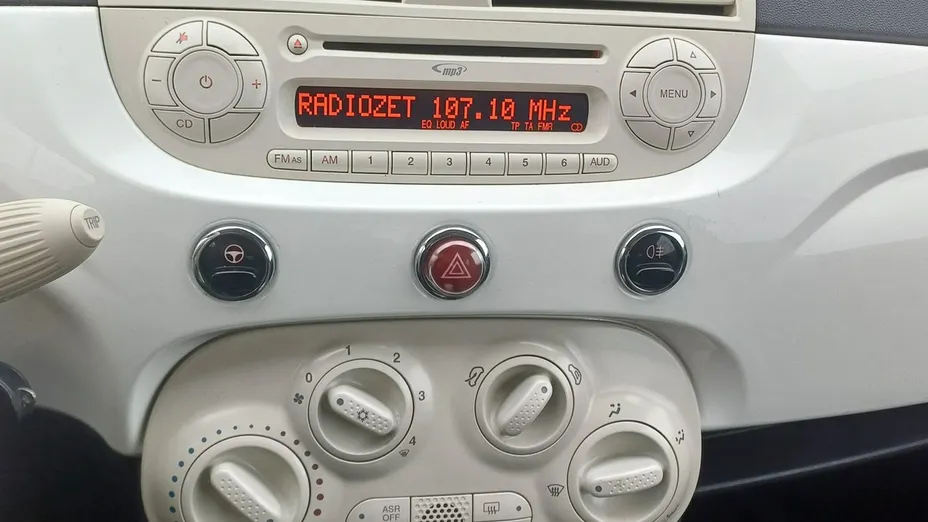 mp3
RADIOZET 107.10 MHz
EQ LOUD AF TP TA FMA CD
CD
MENU
FM AS AM 1 2 3 4 5 6 AUD
TRIP
0 1 2 3 4
ASR
OFF